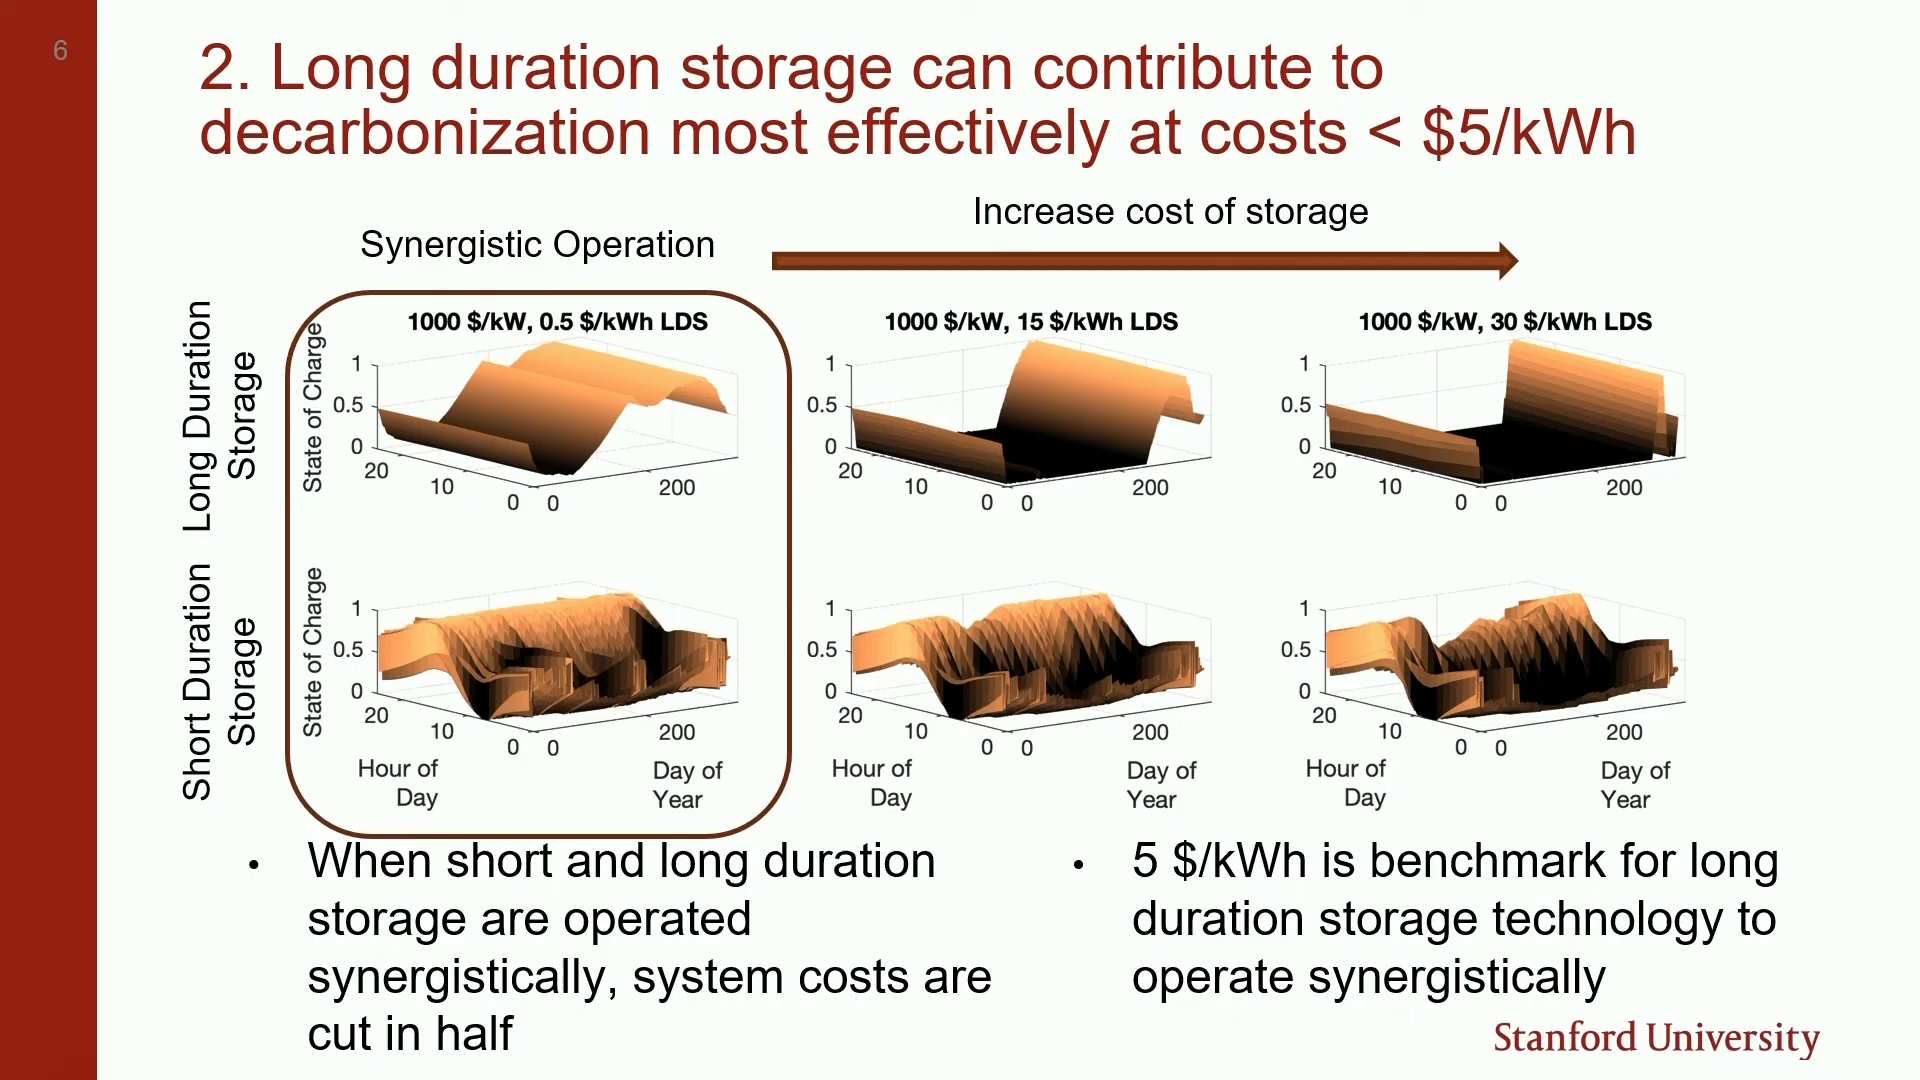 6
2. Long duration storage can contribute to
decarbonization most effectively at costs < $5/kWh
Increase cost of storage
Synergistic Operation
Long Duration
Storage
1000 $/kW, 0.5 $/kWh LDS
State of Charge
1
0.5
0
20
10
0
0
200
1000 $/kW, 15 $/kWh LDS
1
0.5
0
20
10
0
0
200
1000 $/kW, 30 $/kWh LDS
1
0.5
0
20
10
0
0
200
Short Duration
Storage
State of Charge
1
0.5
0
20
10
0
0
200
Hour of
Day
Day of
Year
1
0.5
0
20
10
0
0
200
Hour of
Day
Day of
Year
1
0.5
0
20
10
0
0
200
Hour of
Day
Day of
Year
• When short and long duration
storage are operated
synergistically, system costs are
cut in half
• 5 $/kWh is benchmark for long
duration storage technology to
operate synergistically
Stanford University